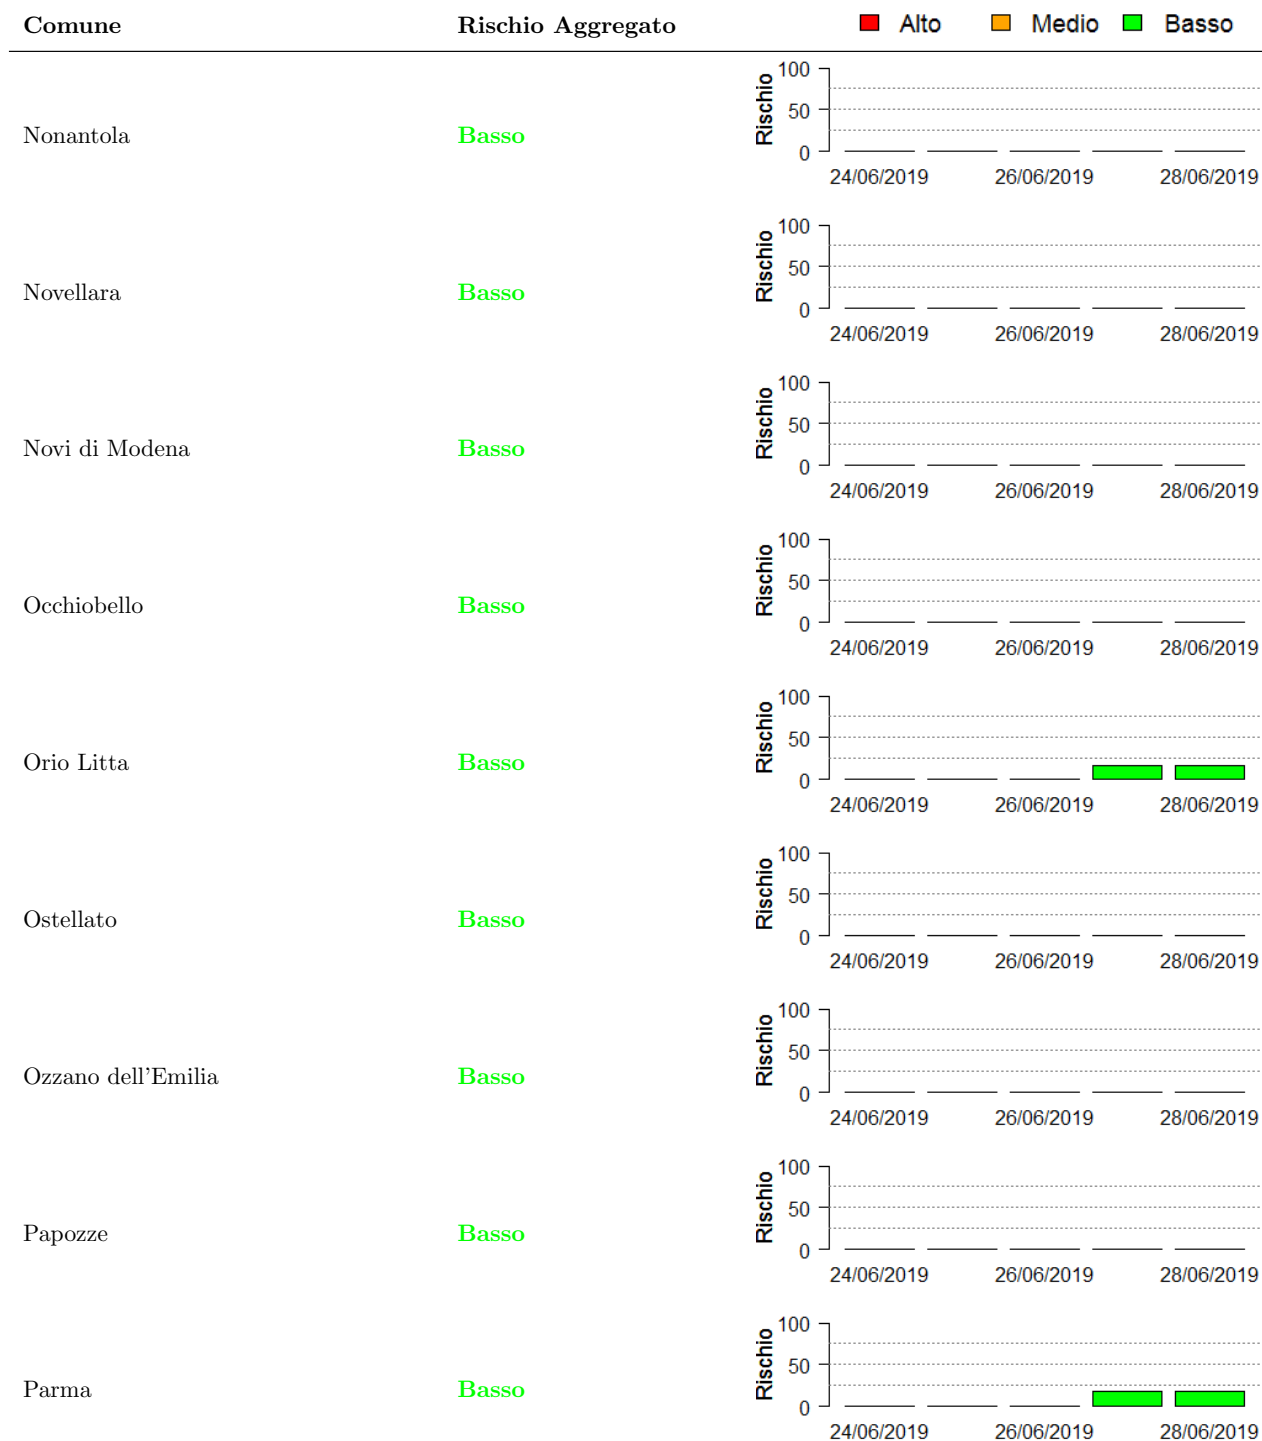 Comune Rischio Aggregato Alto Medio Basso
Nonantola Basso
Rischio
100
50
0
24/06/2019 26/06/2019 28/06/2019
Novellara Basso
Rischio
100
50
0
24/06/2019 26/06/2019 28/06/2019
Novi di Modena Basso
Rischio
100
50
0
24/06/2019 26/06/2019 28/06/2019
Occhiobello Basso
Rischio
100
50
0
24/06/2019 26/06/2019 28/06/2019
Orio Litta Basso
Rischio
100
50
0
24/06/2019 26/06/2019 28/06/2019
Ostellato Basso
Rischio
100
50
0
24/06/2019 26/06/2019 28/06/2019
Ozzano dell'Emilia Basso
Rischio
100
50
0
24/06/2019 26/06/2019 28/06/2019
Papozze Basso
Rischio
100
50
0
24/06/2019 26/06/2019 28/06/2019
Parma Basso
Rischio
100
50
0
24/06/2019 26/06/2019 28/06/2019